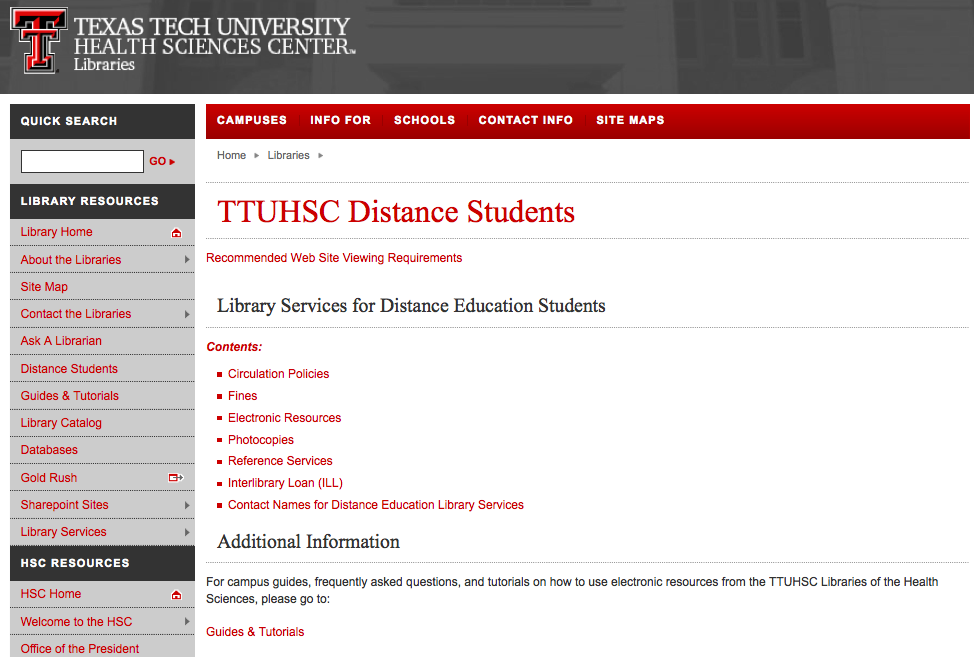 TEXAS TECH UNIVERSITY
HEALTH SCIENCES CENTER™
Libraries
QUICK SEARCH
GO
LIBRARY RESOURCES
Library Home
About the Libraries
Site Map
Contact the Libraries
Ask A Librarian
Distance Students
Guides & Tutorials
Library Catalog
Databases
Gold Rush
Sharepoint Sites
Library Services
HSC RESOURCES
HSC Home
Welcome to the HSC
Office of the President
CAMPUSES INFO FOR SCHOOLS CONTACT INFO SITE MAPS
Home Libraries
TTUHSC Distance Students
Recommended Web Site Viewing Requirements
Library Services for Distance Education Students
Contents:
Circulation Policies
Fines
Electronic Resources
Photocopies
Reference Services
Interlibrary Loan (ILL)
Contact Names for Distance Education Library Services
Additional Information
For campus guides, frequently asked questions, and tutorials on how to use electronic resources from the TTUHSC Libraries of the Health
Sciences, please go to:
Guides & Tutorials